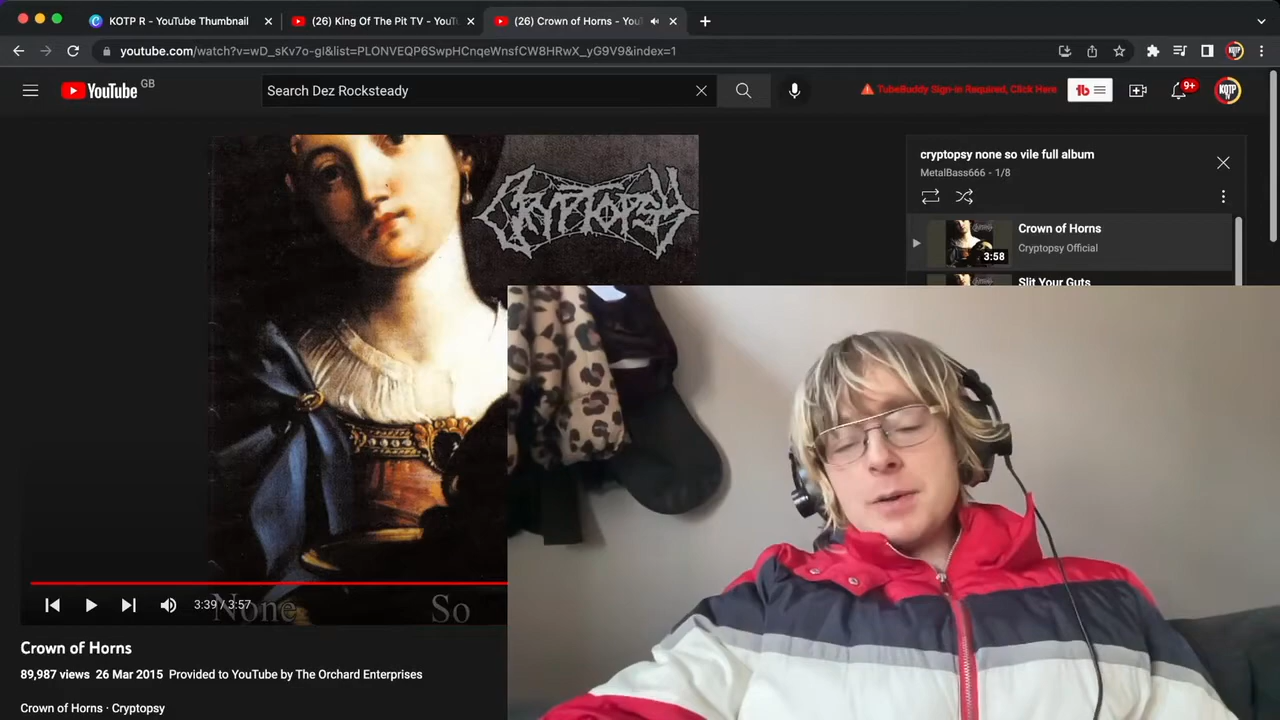 KOTP R - YouTube Thumbnail
(26) King Of The Pit TV - YouT
(26) Crown of Horns - YouT
youtube.com/watch?v=wD_sKv7o-gI&list=PLONVEQP6SwpHCnqeWnsfCW8HRwX_yG9V9&index=1
YouTube GB
Search Dez Rocksteady
TubeBuddy Sign-in Required, Click Here
tb
9+
KOTP
CRYPTOPSY
cryptopsy none so vile full album
MetalBass666 - 1/8
Crown of Horns
Cryptopsy Official
3:58
Slit Your Guts
3:39 / 3:57
None So
Crown of Horns
89,987 views 26 Mar 2015 Provided to YouTube by The Orchard Enterprises
Crown of Horns · Cryptopsy